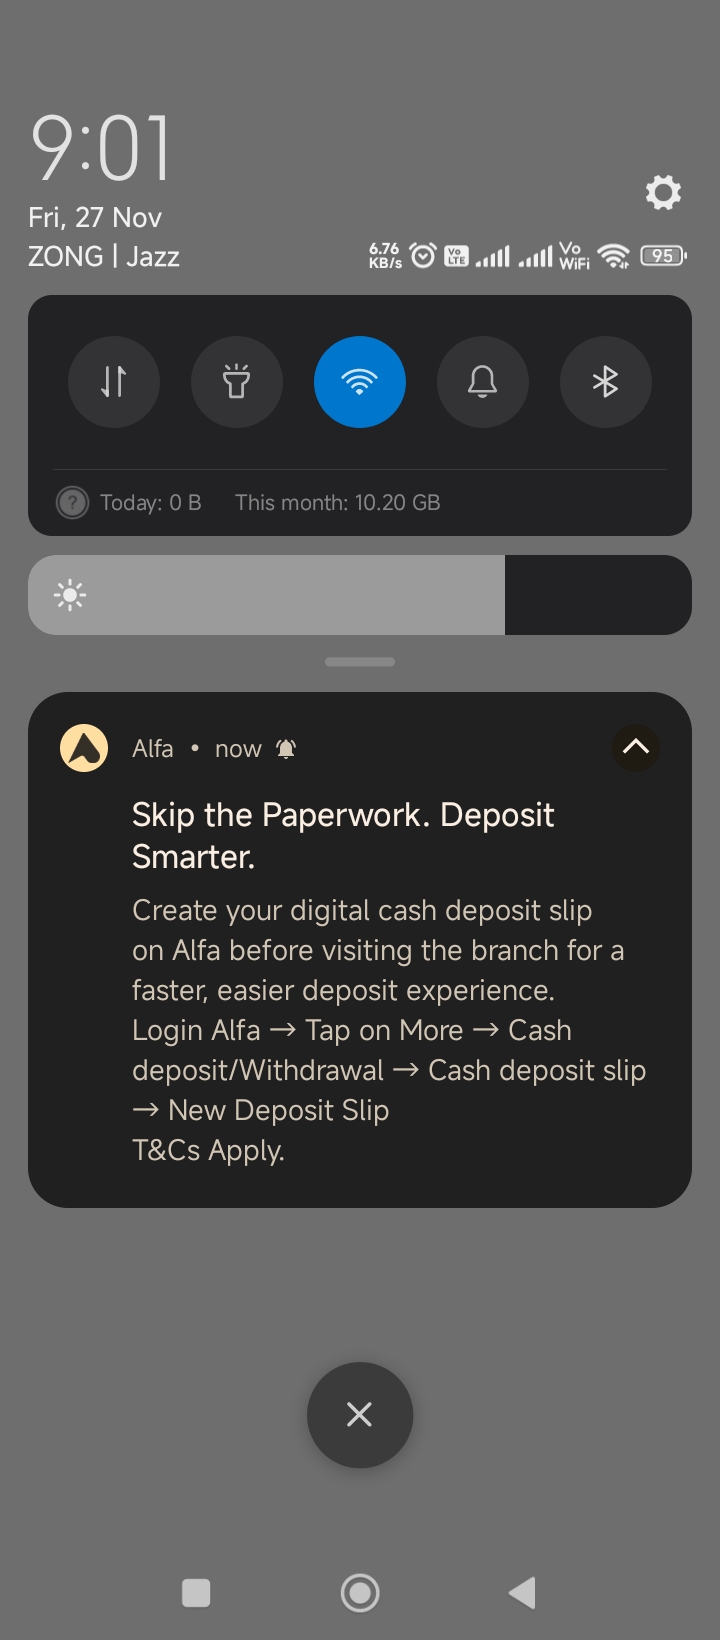 9:01
Fri, 27 Nov
ZONG | Jazz
6.76
KB/s
Vo
LTE
Vo
WiFi
95
Today: 0 B This month: 10.20 GB
Alfa • now
Skip the Paperwork. Deposit
Smarter.
Create your digital cash deposit slip
on Alfa before visiting the branch for a
faster, easier deposit experience.
Login Alfa → Tap on More → Cash
deposit/Withdrawal → Cash deposit slip
→ New Deposit Slip
T&Cs Apply.